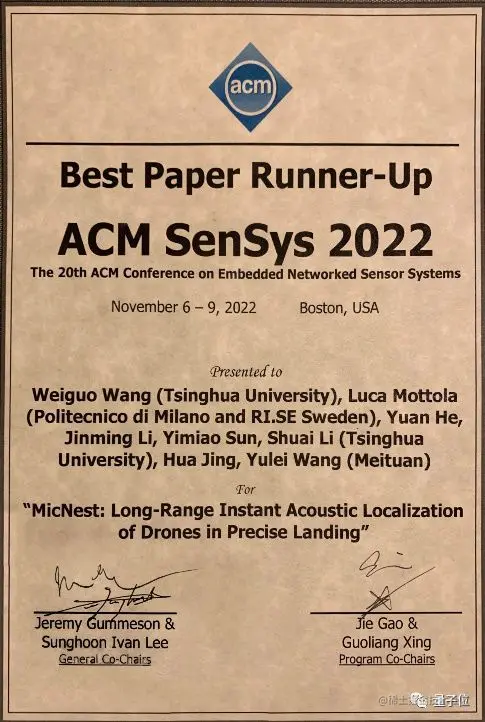 acm
Best Paper Runner-Up
ACM SenSys 2022
The 20th ACM Conference on Embedded Networked Sensor Systems
November 6 – 9, 2022 Boston, USA
Presented to
Weiguo Wang (Tsinghua University), Luca Mottola
(Politecnico di Milano and RI.SE Sweden), Yuan He,
Jinming Li, Yimiao Sun, Shuai Li (Tsinghua
University), Hua Jing, Yulei Wang (Meituan)
For
“MicNest: Long-Range Instant Acoustic Localization
of Drones in Precise Landing”
Jeremy Gummeson &
Sunghoon Ivan Lee
General Co-Chairs
Jie Gao &
Guoliang Xing
Program Co-Chairs
量子位